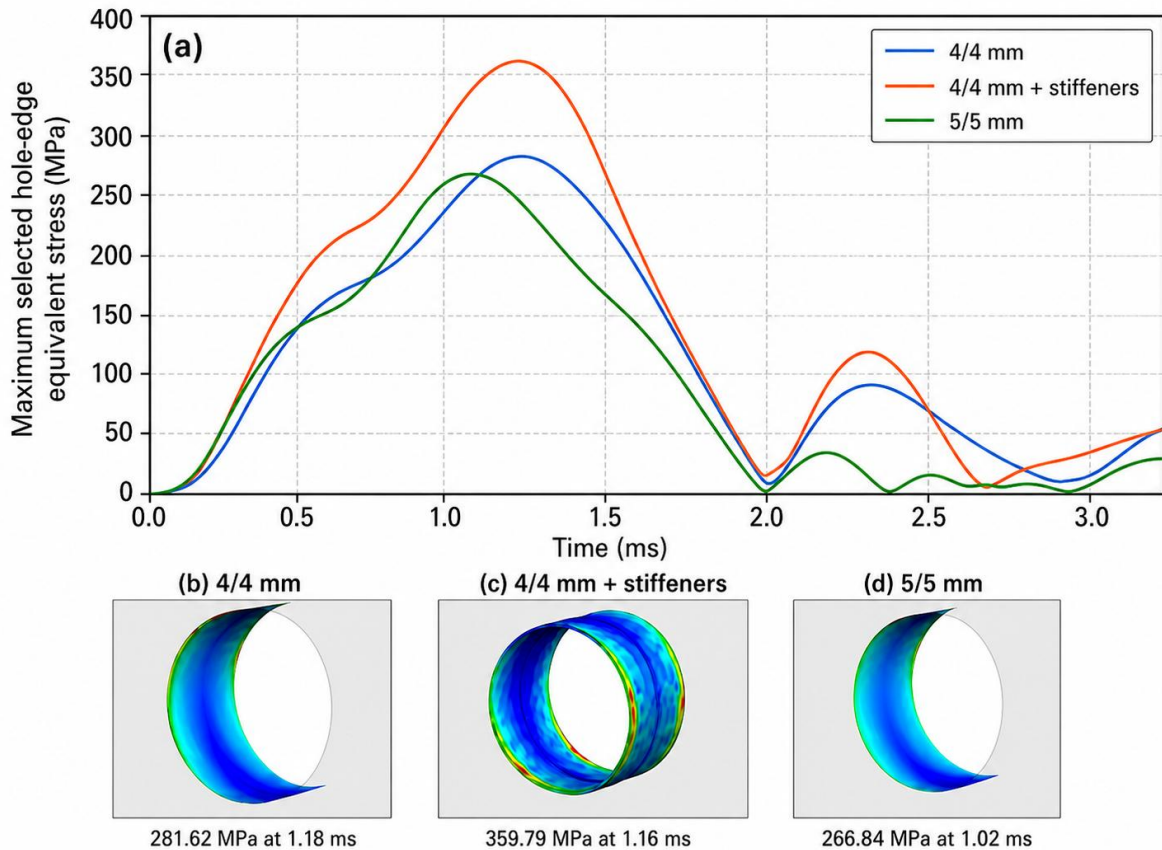 (a)
Maximum selected hole-edge
equivalent stress (MPa)
400
350
300
250
200
150
100
50
0
4/4 mm
4/4 mm + stiffeners
5/5 mm
0.0 0.5 1.0 1.5 2.0 2.5 3.0
Time (ms)
(b) 4/4 mm
(c) 4/4 mm + stiffeners
(d) 5/5 mm
281.62 MPa at 1.18 ms
359.79 MPa at 1.16 ms
266.84 MPa at 1.02 ms